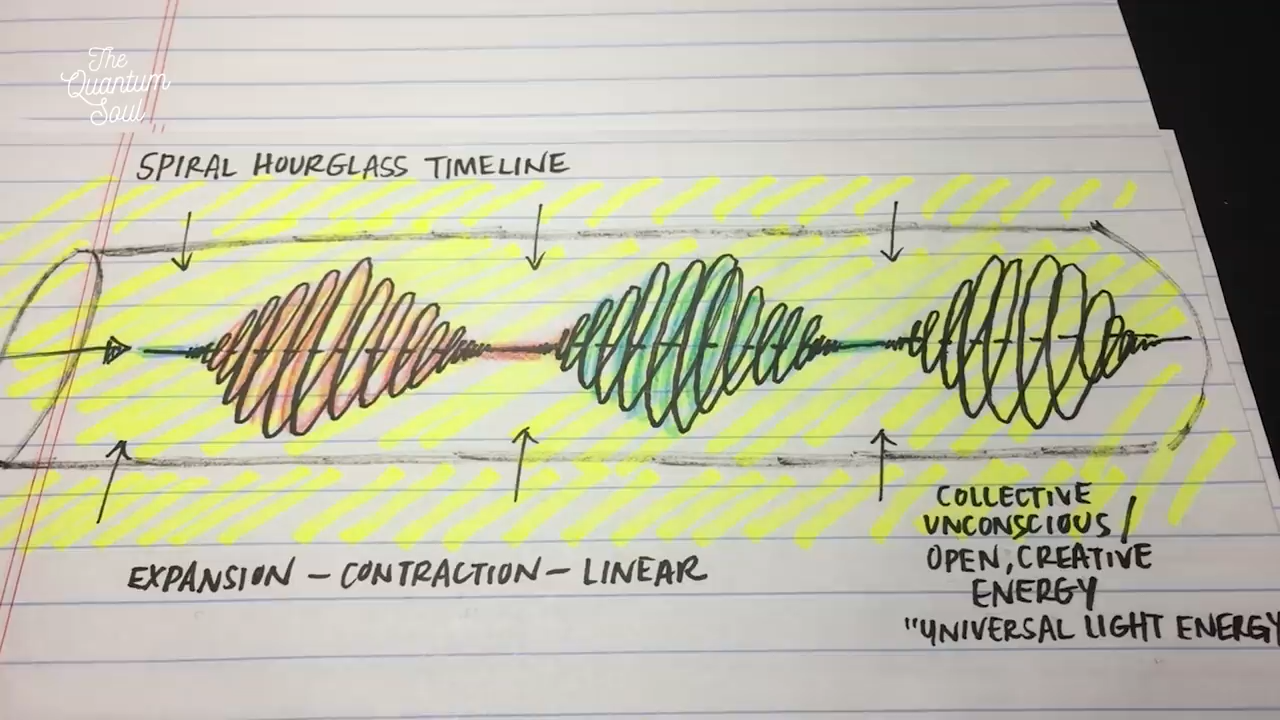 The
Quantum
Soul
SPIRAL HOURGLASS TIMELINE
EXPANSION – CONTRACTION – LINEAR
COLLECTIVE
UNCONSCIOUS /
OPEN, CREATIVE
ENERGY
"UNIVERSAL LIGHT ENERGY